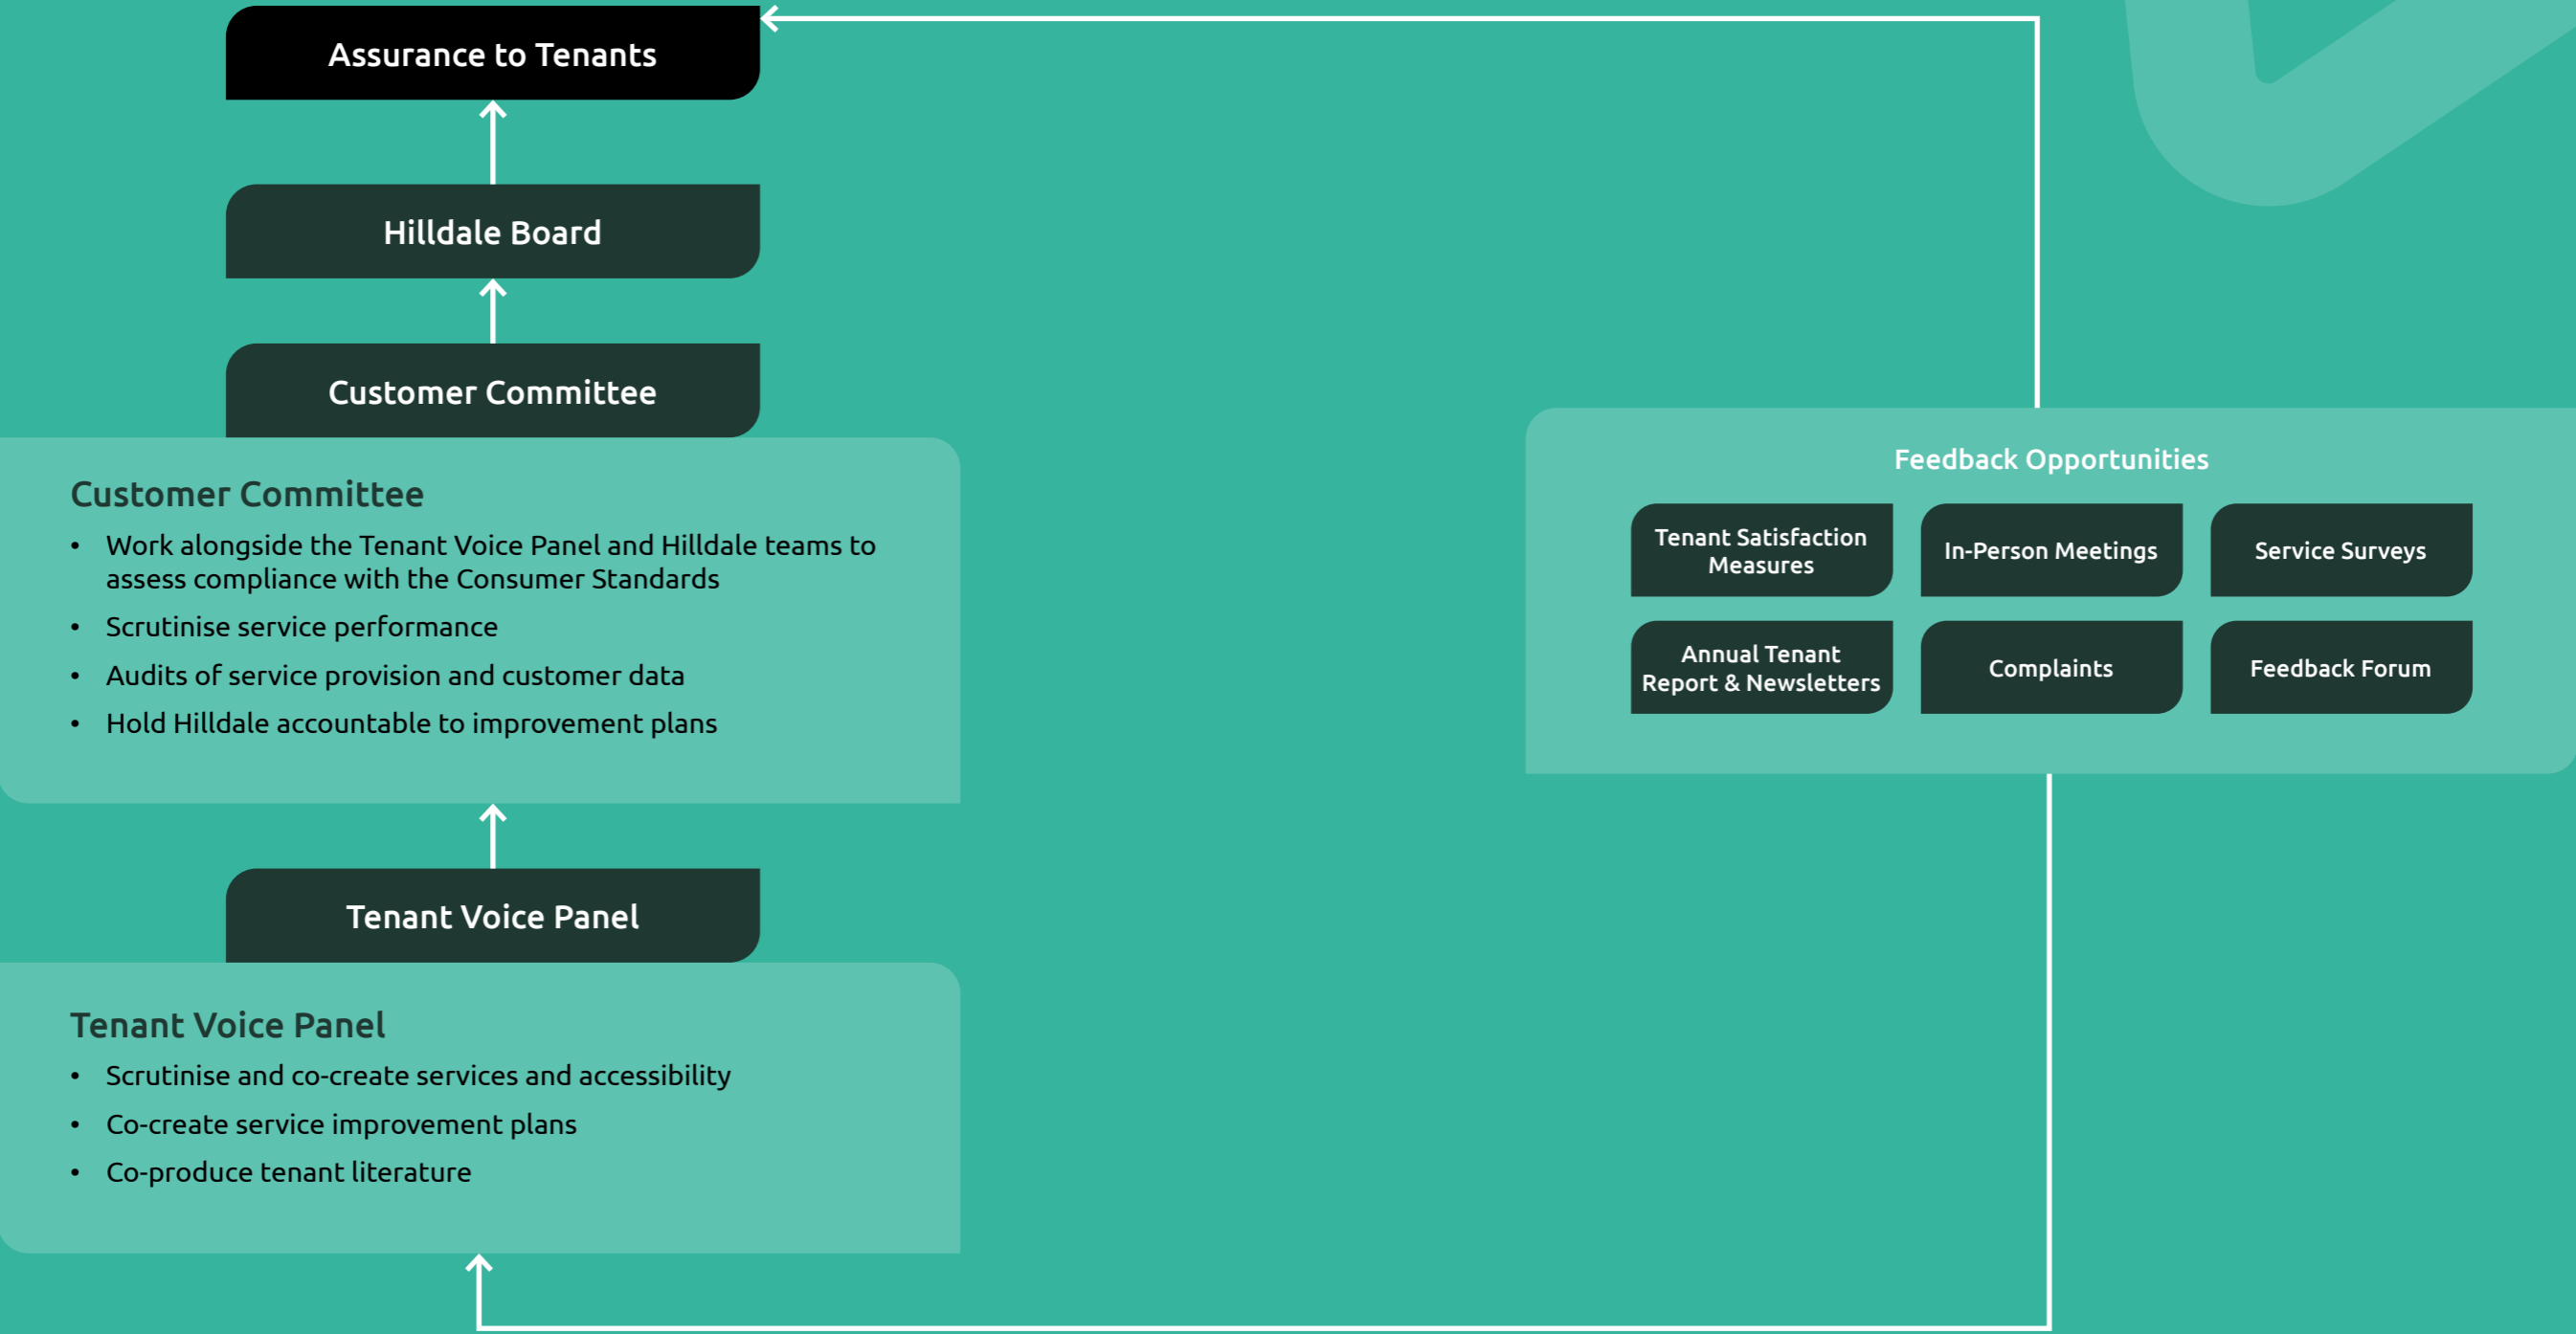 Assurance to Tenants
Hilldale Board
Customer Committee
Customer Committee
• Work alongside the Tenant Voice Panel and Hilldale teams to
assess compliance with the Consumer Standards
• Scrutinise service performance
• Audits of service provision and customer data
• Hold Hilldale accountable to improvement plans
Tenant Voice Panel
Tenant Voice Panel
• Scrutinise and co-create services and accessibility
• Co-create service improvement plans
• Co-produce tenant literature
Feedback Opportunities
Tenant Satisfaction
Measures
In-Person Meetings
Service Surveys
Annual Tenant
Report & Newsletters
Complaints
Feedback Forum